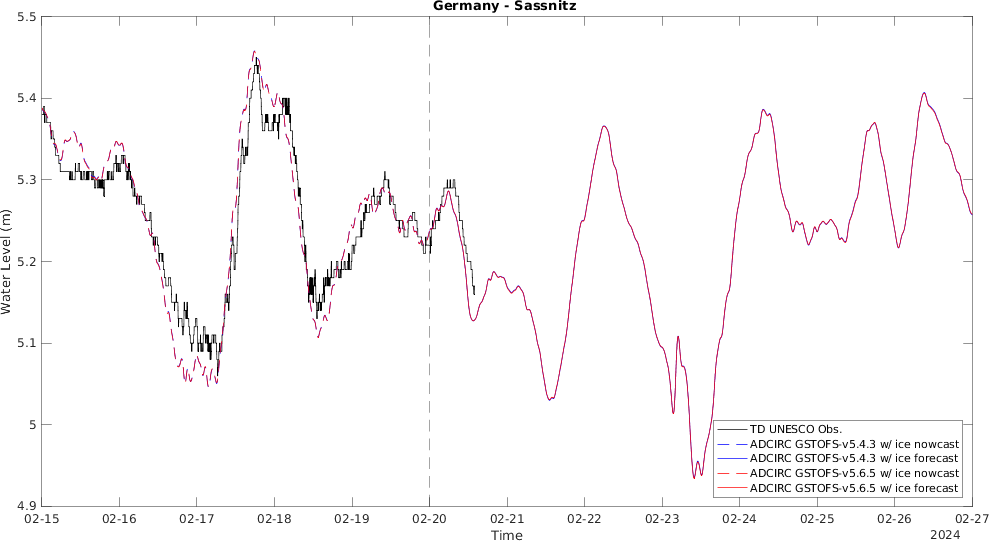 Germany - Sassnitz
5.5
5.4
5.3
5.2
5.1
5
4.9
Water Level (m)
TD UNESCO Obs.
ADCIRC GSTOFS-v5.4.3 w/ ice nowcast
ADCIRC GSTOFS-v5.4.3 w/ ice forecast
ADCIRC GSTOFS-v5.6.5 w/ ice nowcast
ADCIRC GSTOFS-v5.6.5 w/ ice forecast
02-15 02-16 02-17 02-18 02-19 02-20 02-21 02-22 02-23 02-24 02-25 02-26 02-27
Time
2024